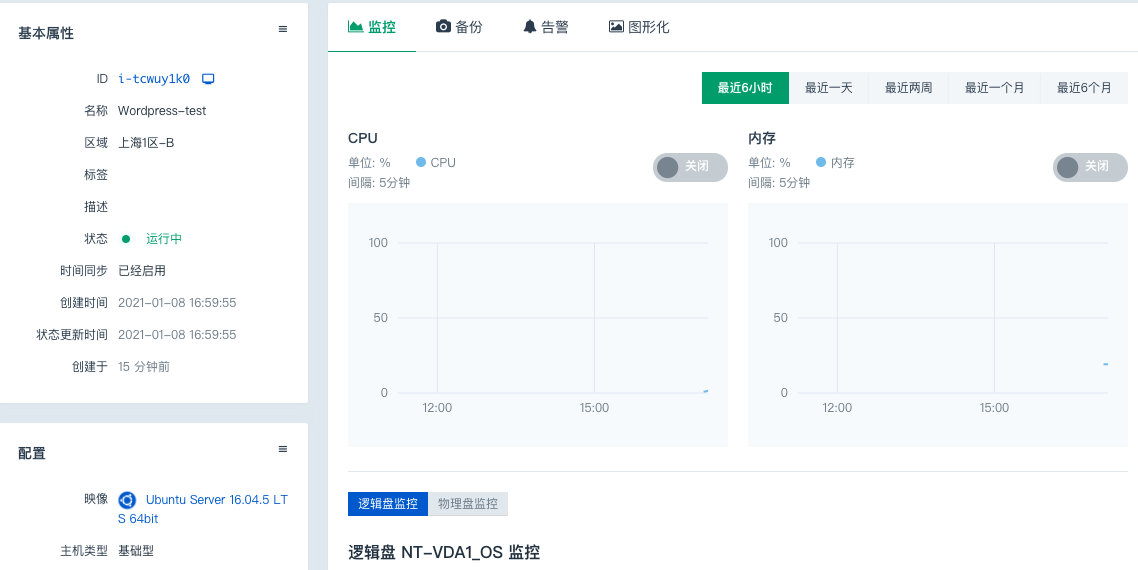 基本属性
ID i-tcwuy1k0
名称 Wordpress-test
区域 上海1区-B
标签
描述
状态 运行中
时间同步 已经启用
创建时间 2021-01-08 16:59:55
状态更新时间 2021-01-08 16:59:55
创建于 15 分钟前
配置
映像 Ubuntu Server 16.04.5 LT
S 64bit
主机类型 基础型
监控 备份 告警 图形化
最近6小时 最近一天 最近两周 最近一个月 最近6个月
CPU
单位: % CPU
间隔: 5分钟
关闭
100
50
0
12:00 15:00
内存
单位: % 内存
间隔: 5分钟
关闭
100
50
0
12:00 15:00
逻辑盘监控 物理盘监控
逻辑盘 NT-VDA1_OS 监控